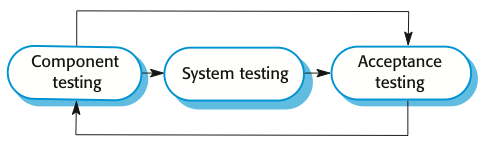 Component
testing
System testing
Acceptance
testing